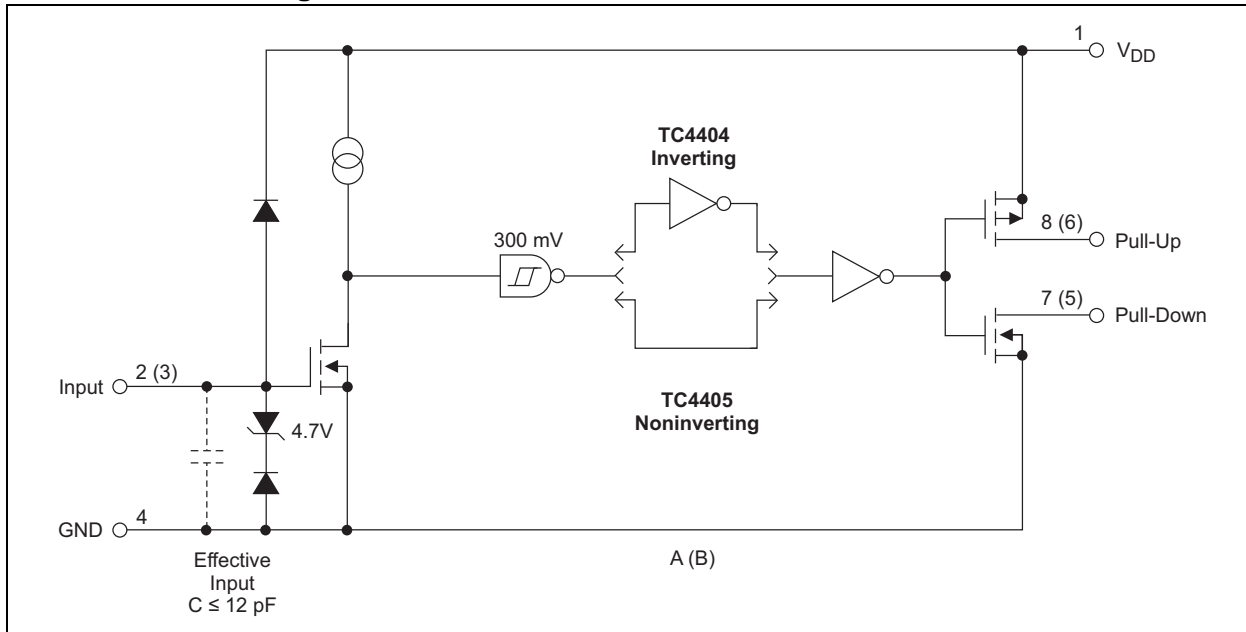 1
V_DD
TC4404
Inverting
300 mV
8 (6)
Pull-Up
7 (5)
Pull-Down
2 (3)
Input
TC4405
Noninverting
4.7V
4
GND
A (B)
Effective
Input
C ≤ 12 pF